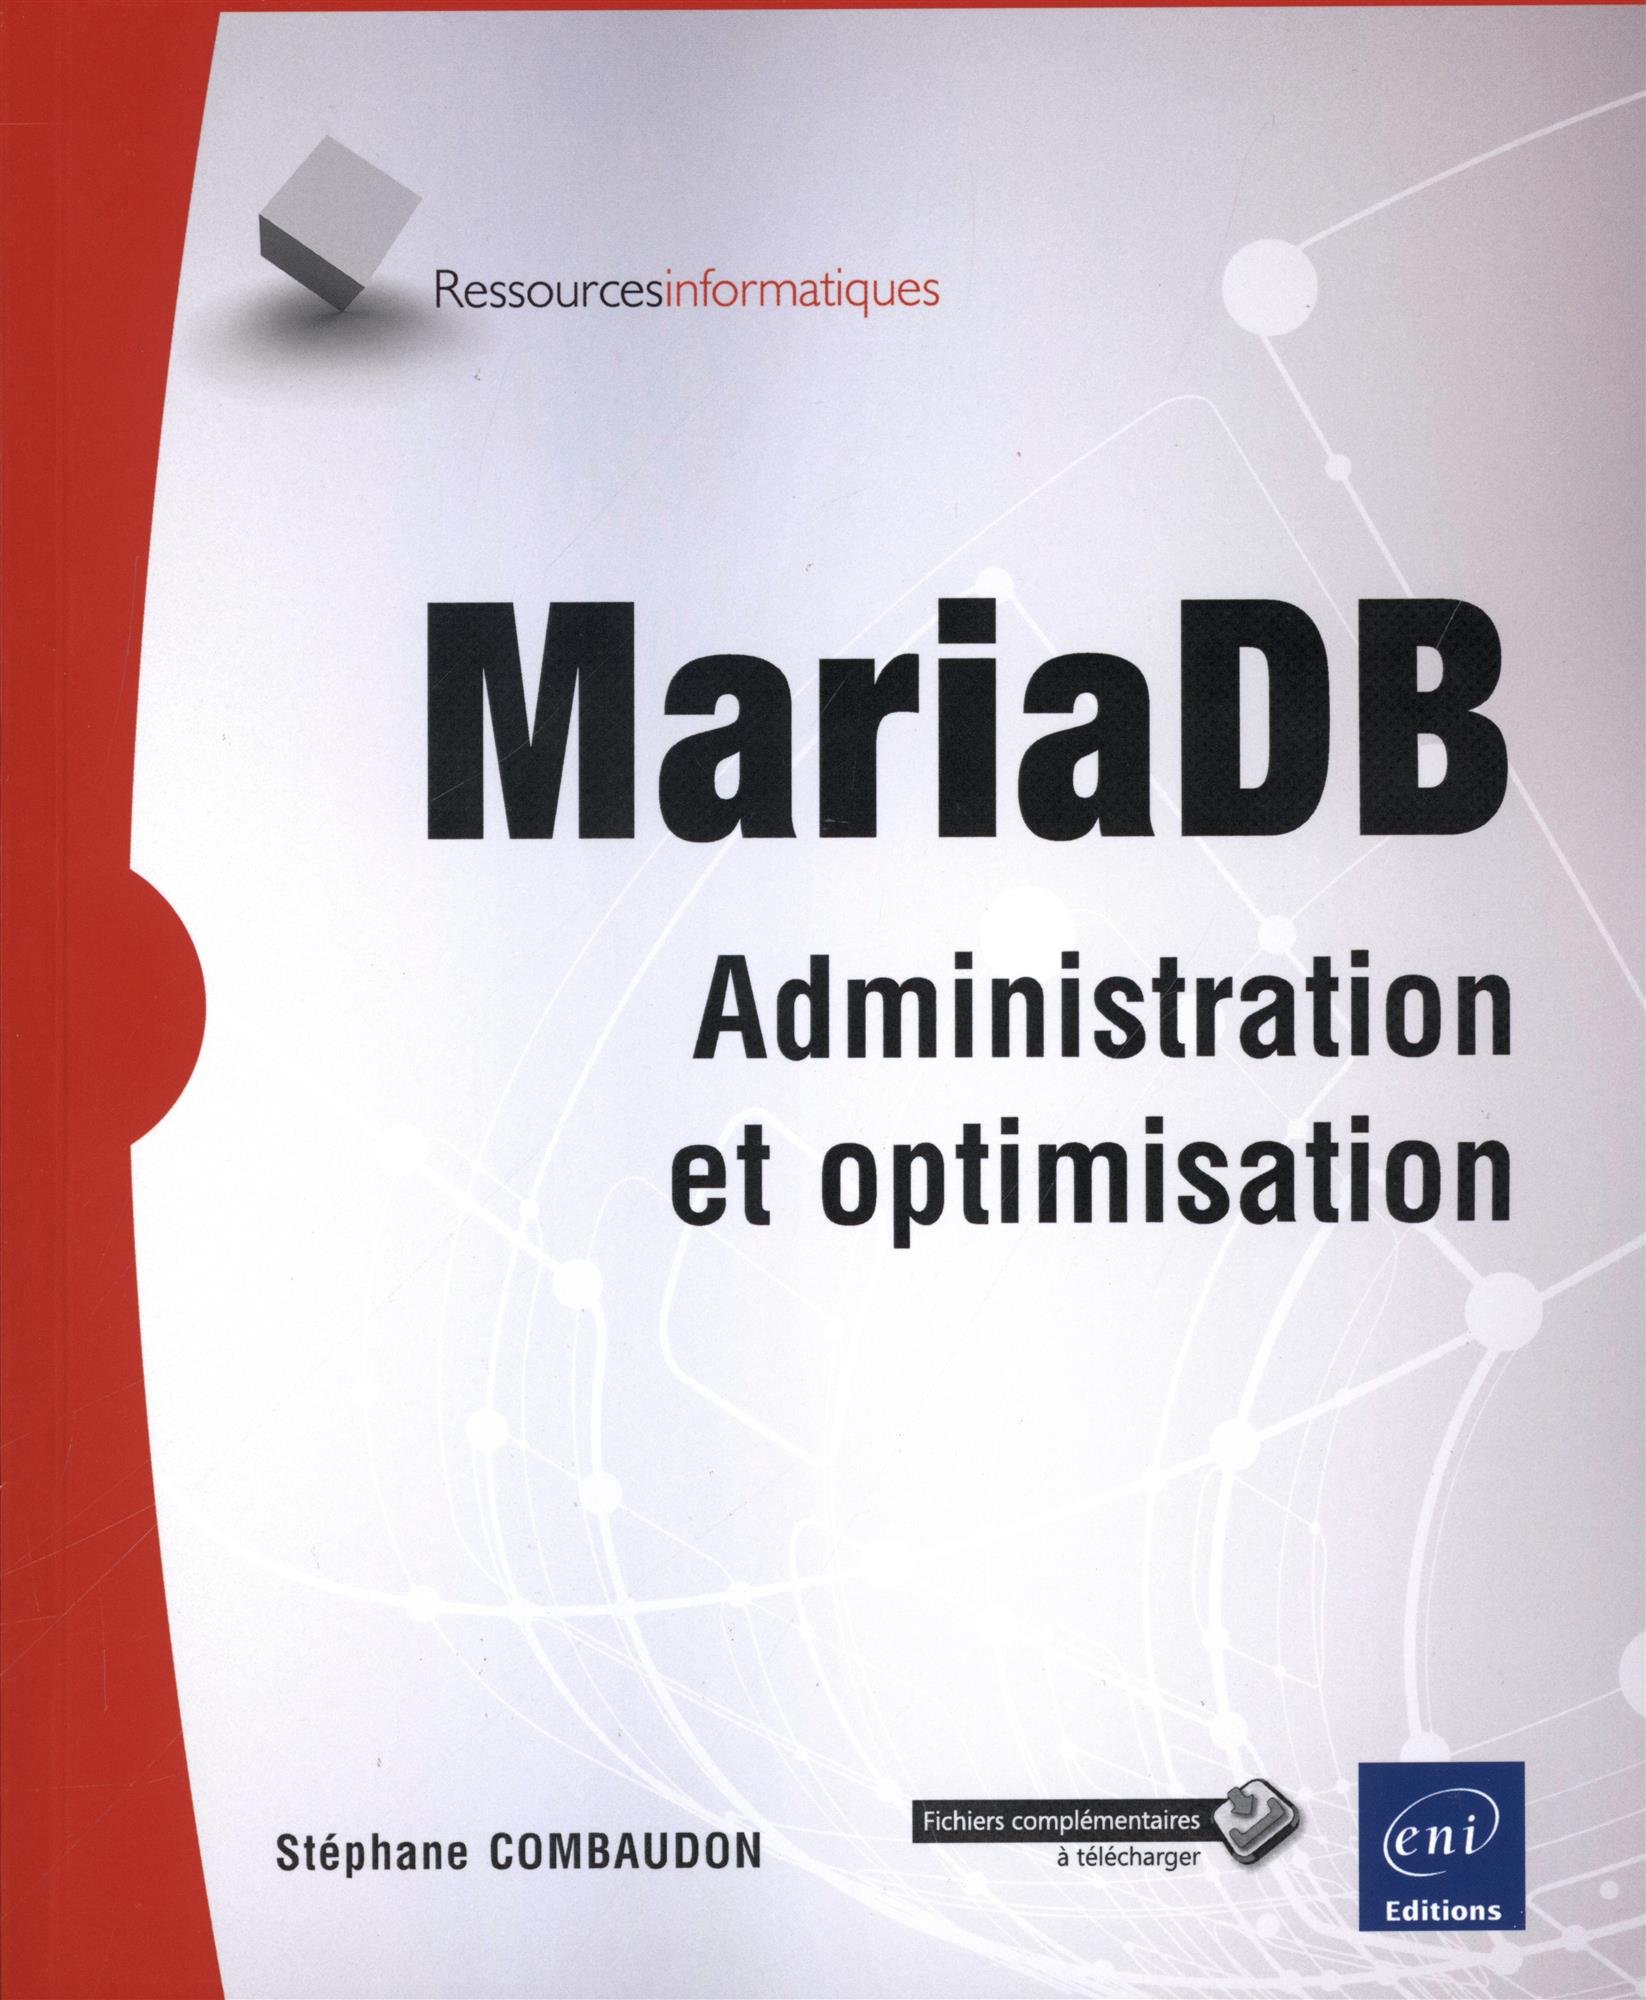 Ressourcesinformatiques
MariaDB
Administration
et optimisation
Stéphane COMBAUDON
Fichiers complémentaires
à télécharger
eni
Editions